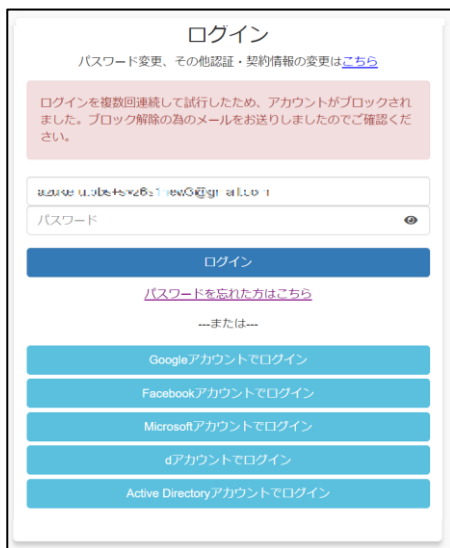 ログイン
パスワード変更、その他認証・契約情報の変更はこちら
ログインを複数回連続して試行したため、アカウントがブロックされ
ました。ブロック解除の為のメールをお送りしましたのでご確認くだ
さい。
パスワード
ログイン
パスワードを忘れた方はこちら
---または---
Googleアカウントでログイン
Facebookアカウントでログイン
Microsoftアカウントでログイン
dアカウントでログイン
Active Directoryアカウントでログイン